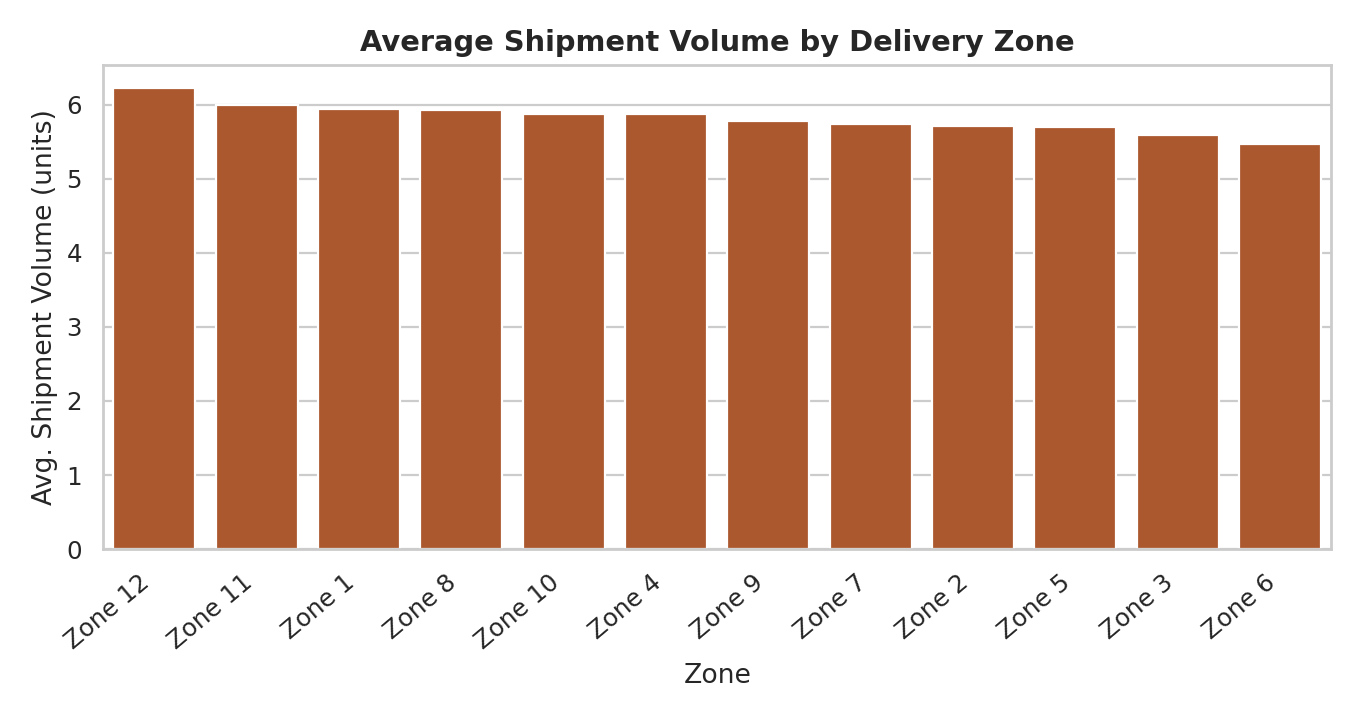 Average Shipment Volume by Delivery Zone
Avg. Shipment Volume (units)
6
5
4
3
2
1
0
Zone 12
Zone 11
Zone 1
Zone 8
Zone 10
Zone 4
Zone 9
Zone 7
Zone 2
Zone 5
Zone 3
Zone 6
Zone